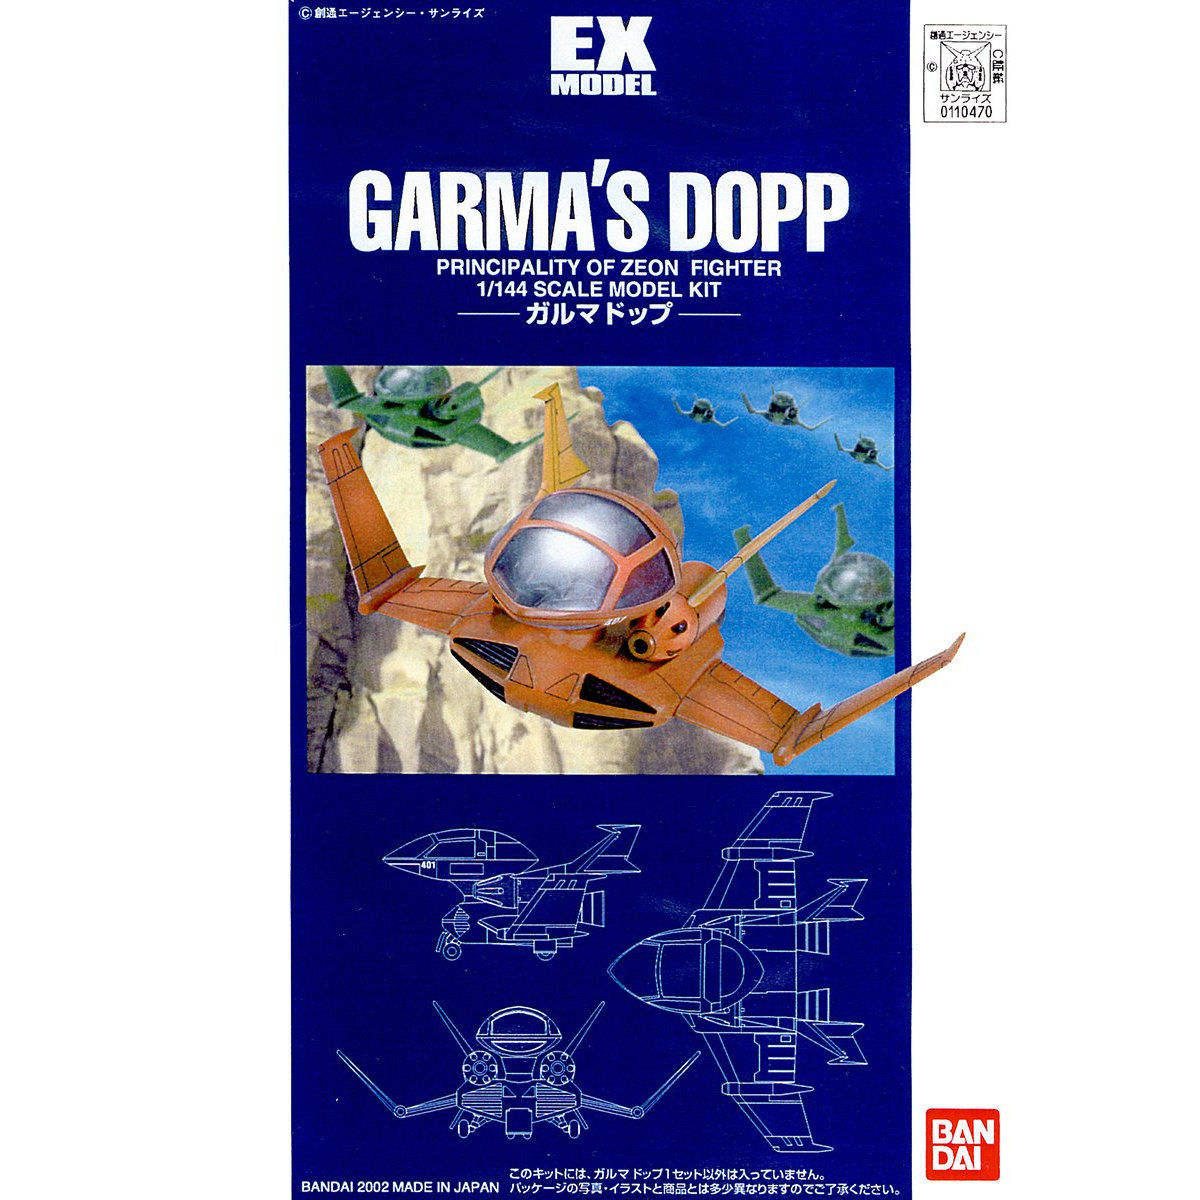 ©創通エージェンシー・サンライズ
EX
MODEL
創通エージェンシー
©
C証紙
サンライズ
0110470
GARMA'S DOPP
PRINCIPALITY OF ZEON FIGHTER
1/144 SCALE MODEL KIT
ガルマ ドップ
401
401
BAN
DAI
このキットには、ガルマ ドップ1セット以外は入っていません。
BANDAI 2002 MADE IN JAPAN パッケージの写真・イラストと商品とは多少異なりますのでご了承ください。